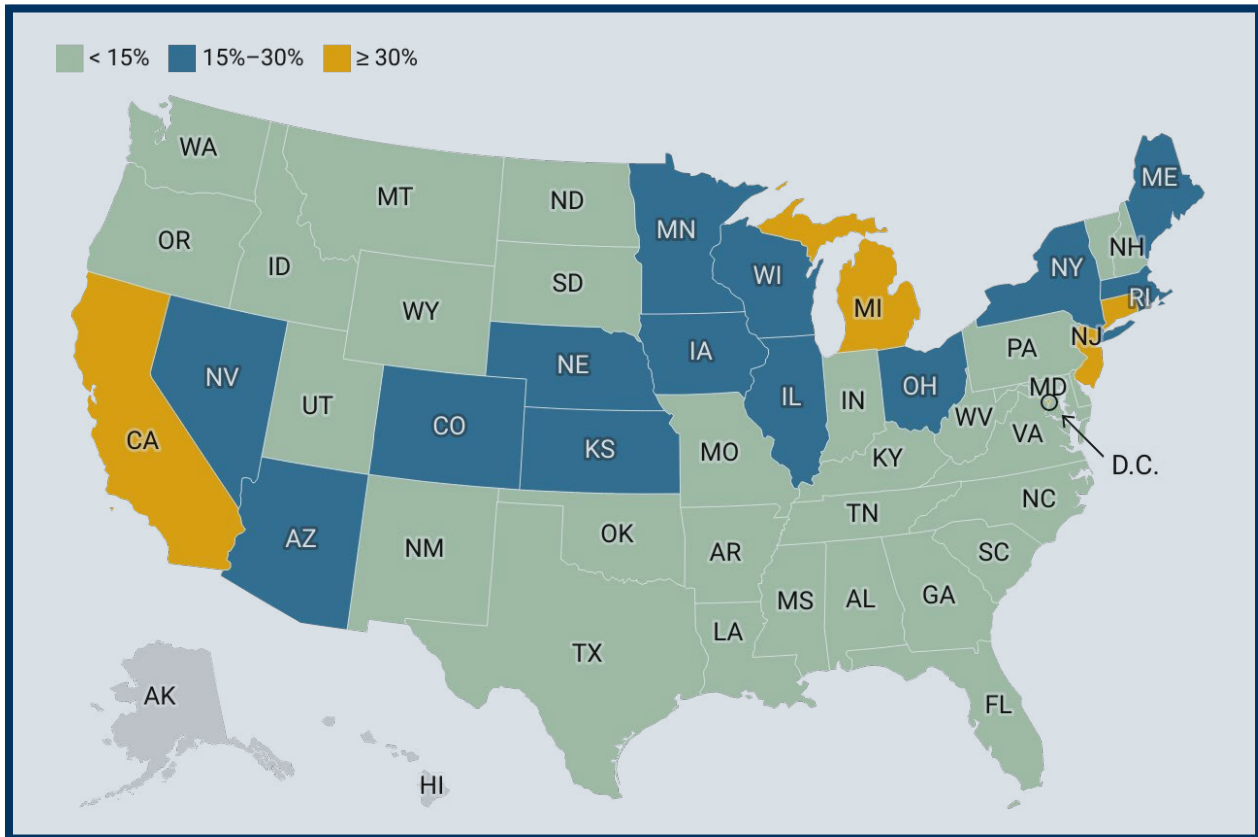 < 15% 15%–30% ≥ 30%
WA
MT
ND
MN
ME
OR
ID
SD
WI
NY
NH
WY
MI
RI
NV
UT
NE
IA
PA
NJ
CA
CO
KS
IL
IN
OH
MD
WV
VA
MO
KY
D.C.
AZ
NM
OK
AR
TN
NC
SC
MS
AL
GA
TX
LA
AK
FL
HI